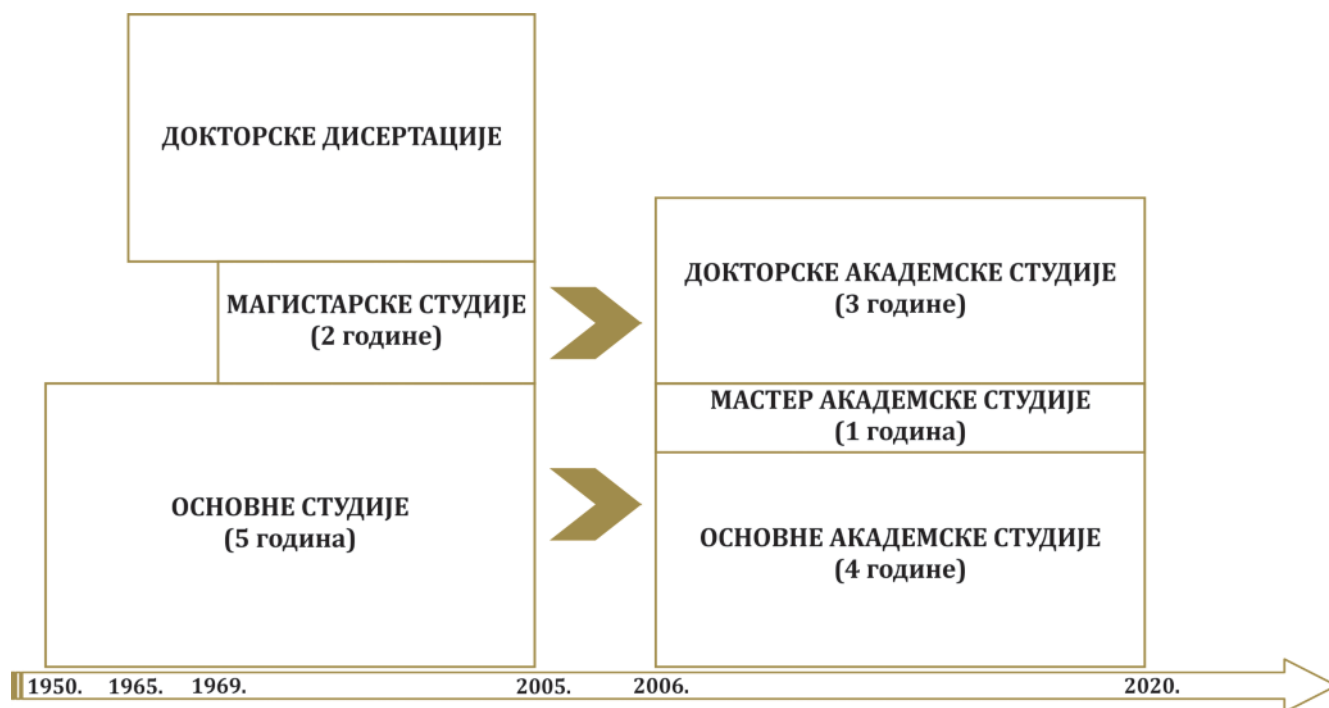 ДОКТОРСКЕ ДИСЕРТАЦИЈЕ
МАГИСТАРСКЕ СТУДИЈЕ
(2 године)
ОСНОВНЕ СТУДИЈЕ
(5 година)
ДОКТОРСКЕ АКАДЕМСКЕ СТУДИЈЕ
(3 године)
МАСТЕР АКАДЕМСКЕ СТУДИЈЕ
(1 година)
ОСНОВНЕ АКАДЕМСКЕ СТУДИЈЕ
(4 године)
1950. 1965. 1969. 2005. 2006. 2020.